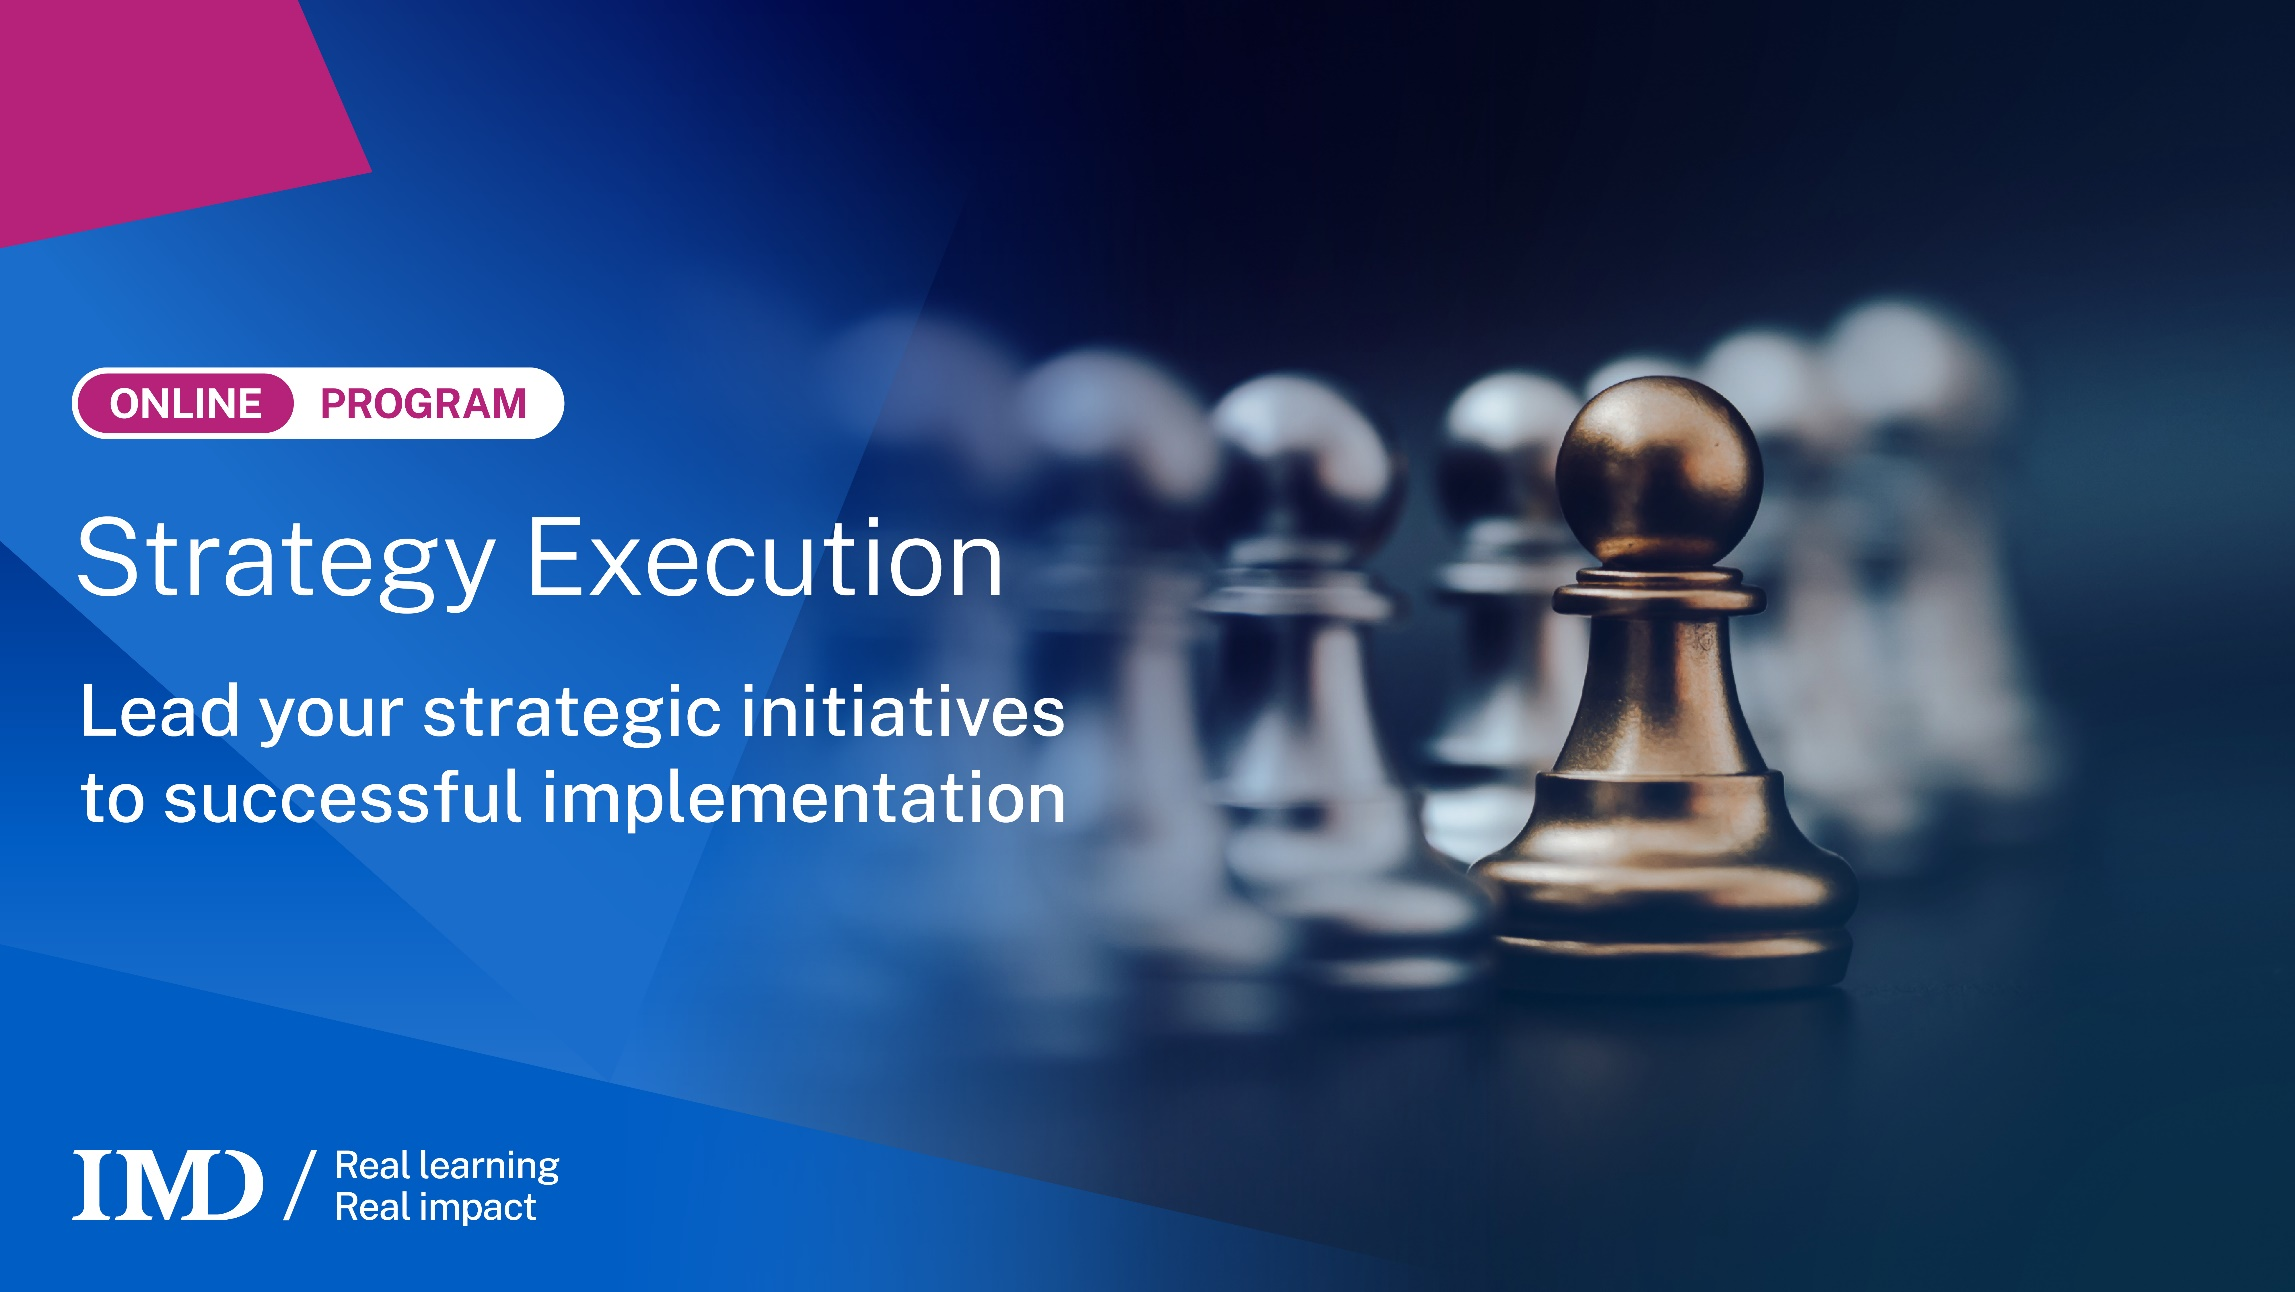 ONLINE PROGRAM
Strategy Execution
Lead your strategic initiatives
to successful implementation
IMD / Real learning
Real impact